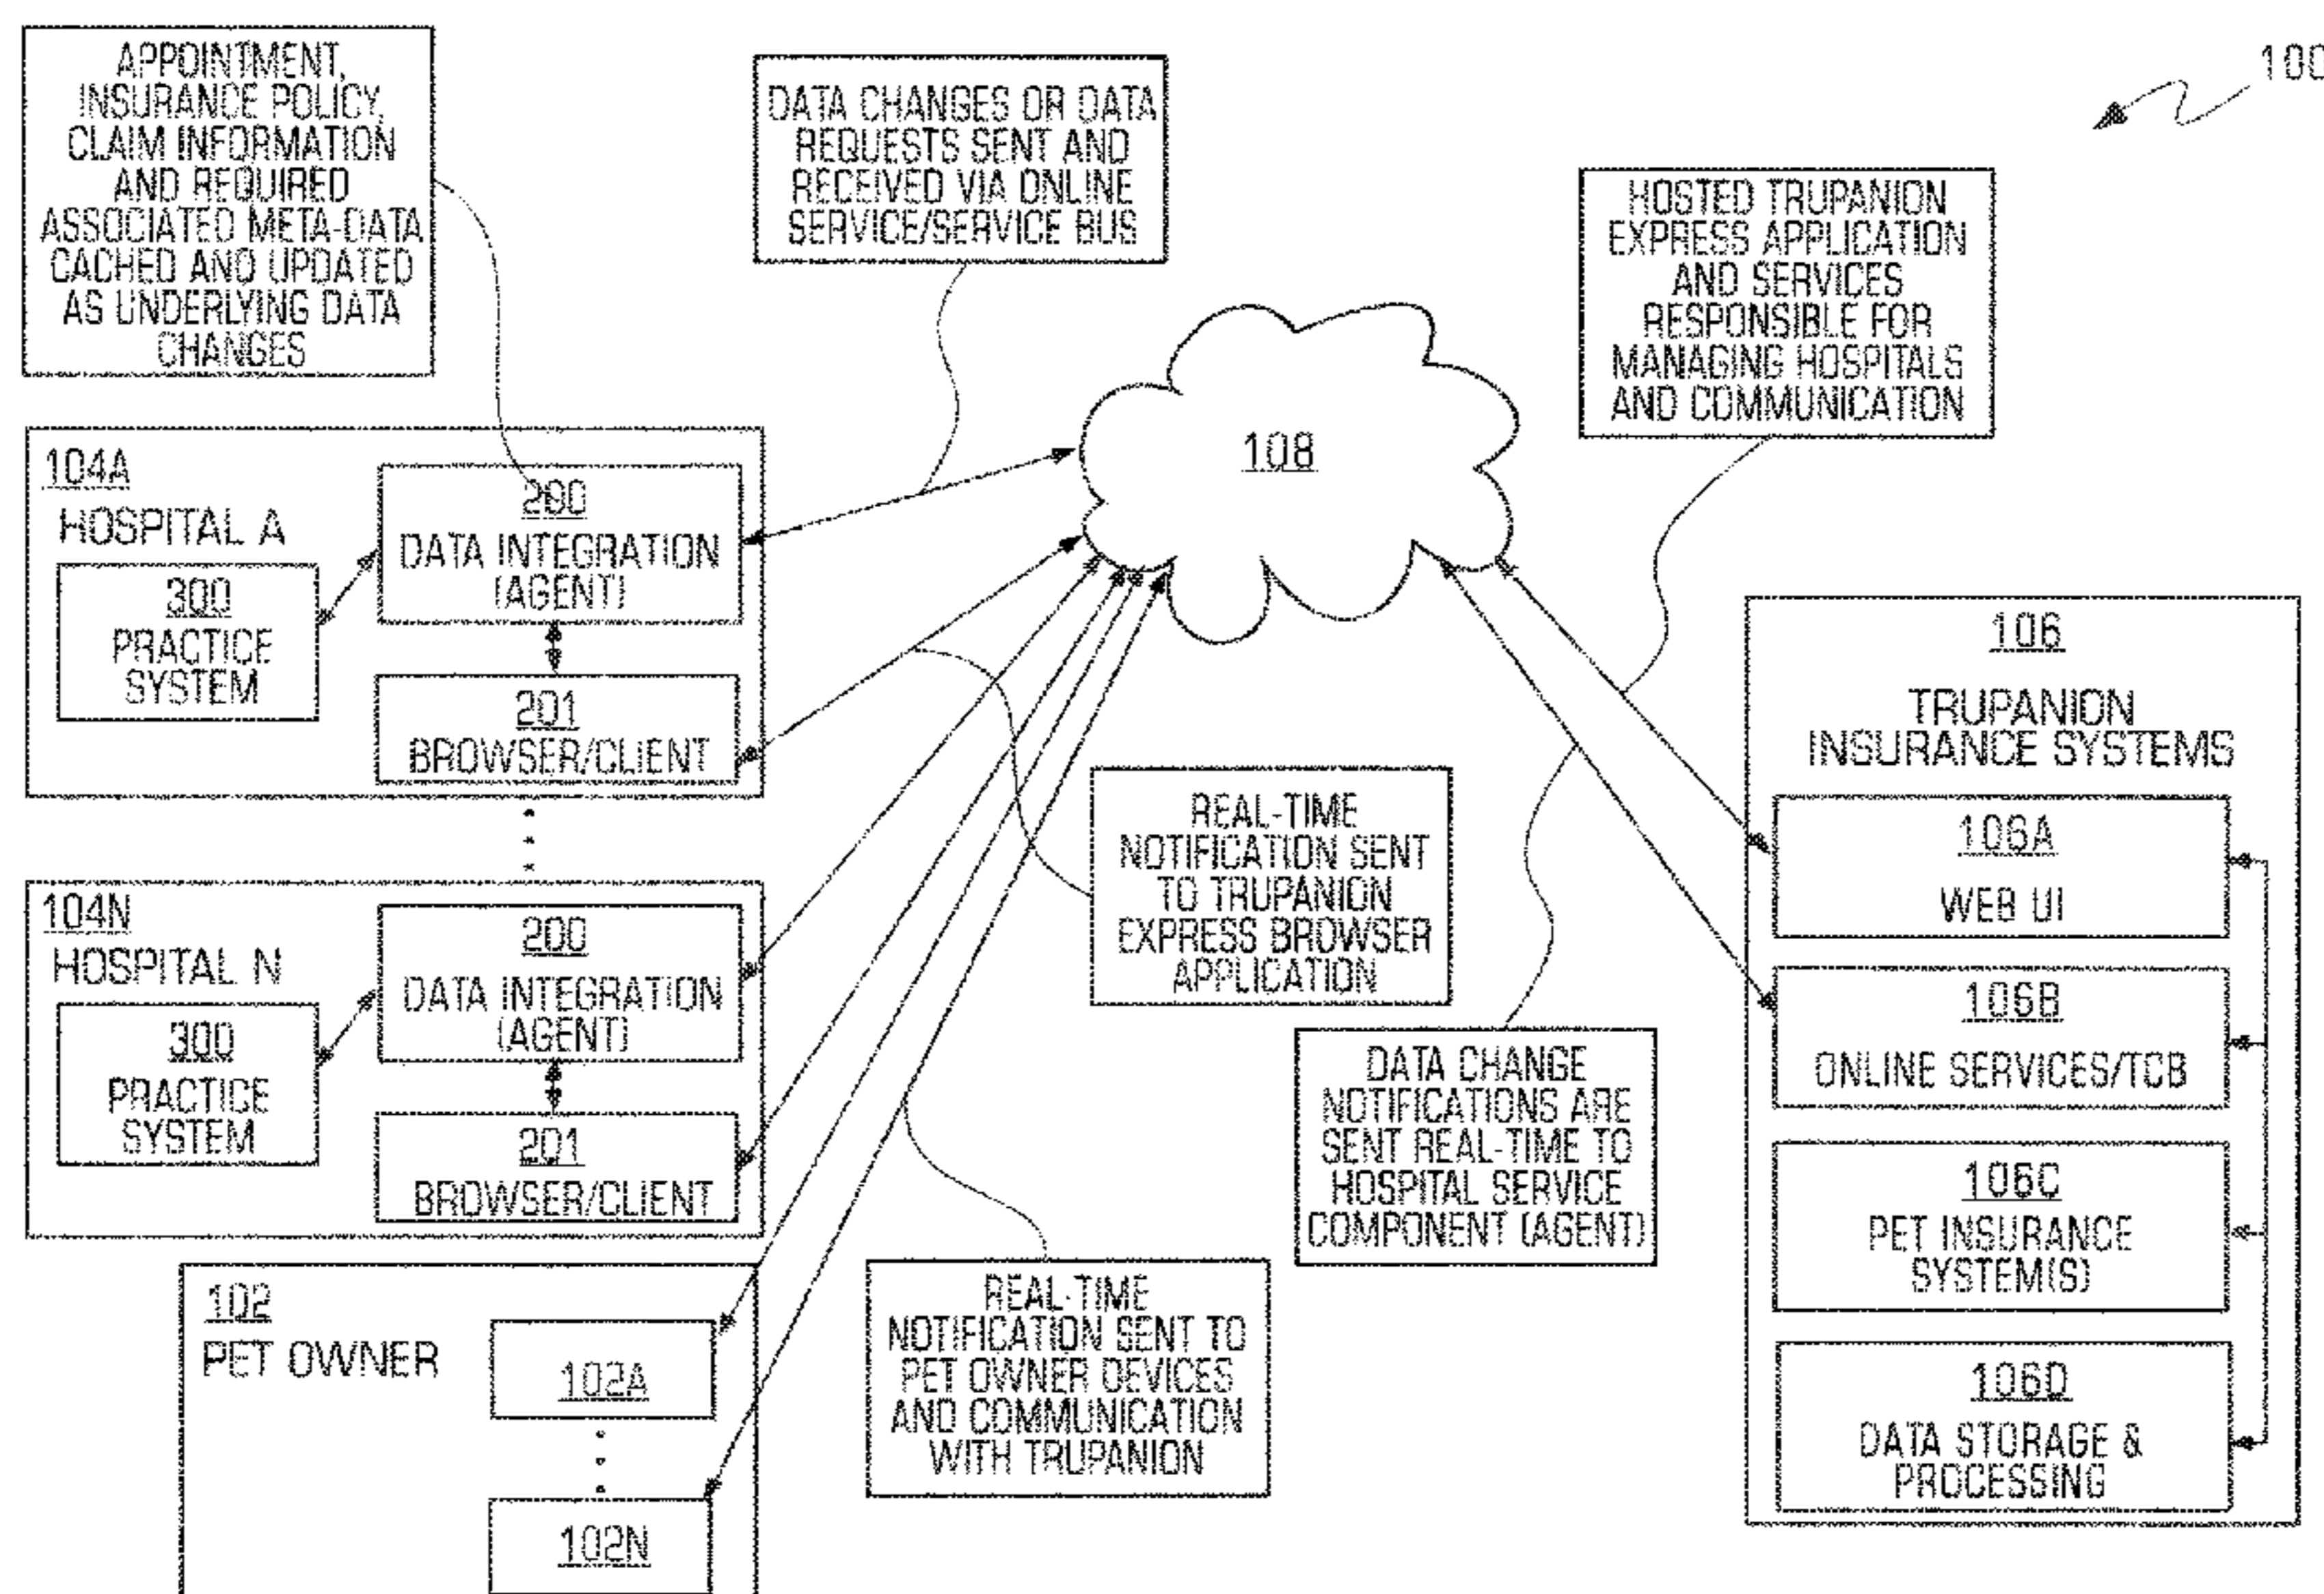 100
APPOINTMENT,
INSURANCE POLICY,
CLAIM INFORMATION
AND REQUIRED
ASSOCIATED META-DATA
CACHED AND UPDATED
AS UNDERLYING DATA
CHANGES
DATA CHANGES OR DATA
REQUESTS SENT AND
RECEIVED VIA ONLINE
SERVICE/SERVICE BUS
HOSTED TRUPANION
EXPRESS APPLICATION
AND SERVICES
RESPONSIBLE FOR
MANAGING HOSPITALS
AND COMMUNICATION
108
104A
HOSPITAL A
200
DATA INTEGRATION
(AGENT)
300
PRACTICE
SYSTEM
201
BROWSER/CLIENT
104N
HOSPITAL N
200
DATA INTEGRATION
(AGENT)
300
PRACTICE
SYSTEM
201
BROWSER/CLIENT
102
PET OWNER
102A
102N
REAL-TIME
NOTIFICATION SENT
TO TRUPANION
EXPRESS BROWSER
APPLICATION
DATA CHANGE
NOTIFICATIONS ARE
SENT REAL-TIME TO
HOSPITAL SERVICE
COMPONENT (AGENT)
REAL-TIME
NOTIFICATION SENT TO
PET OWNER DEVICES
AND COMMUNICATION
WITH TRUPANION
106
TRUPANION
INSURANCE SYSTEMS
106A
WEB UI
106B
ONLINE SERVICES/TCB
106C
PET INSURANCE
SYSTEM(S)
106D
DATA STORAGE &
PROCESSING